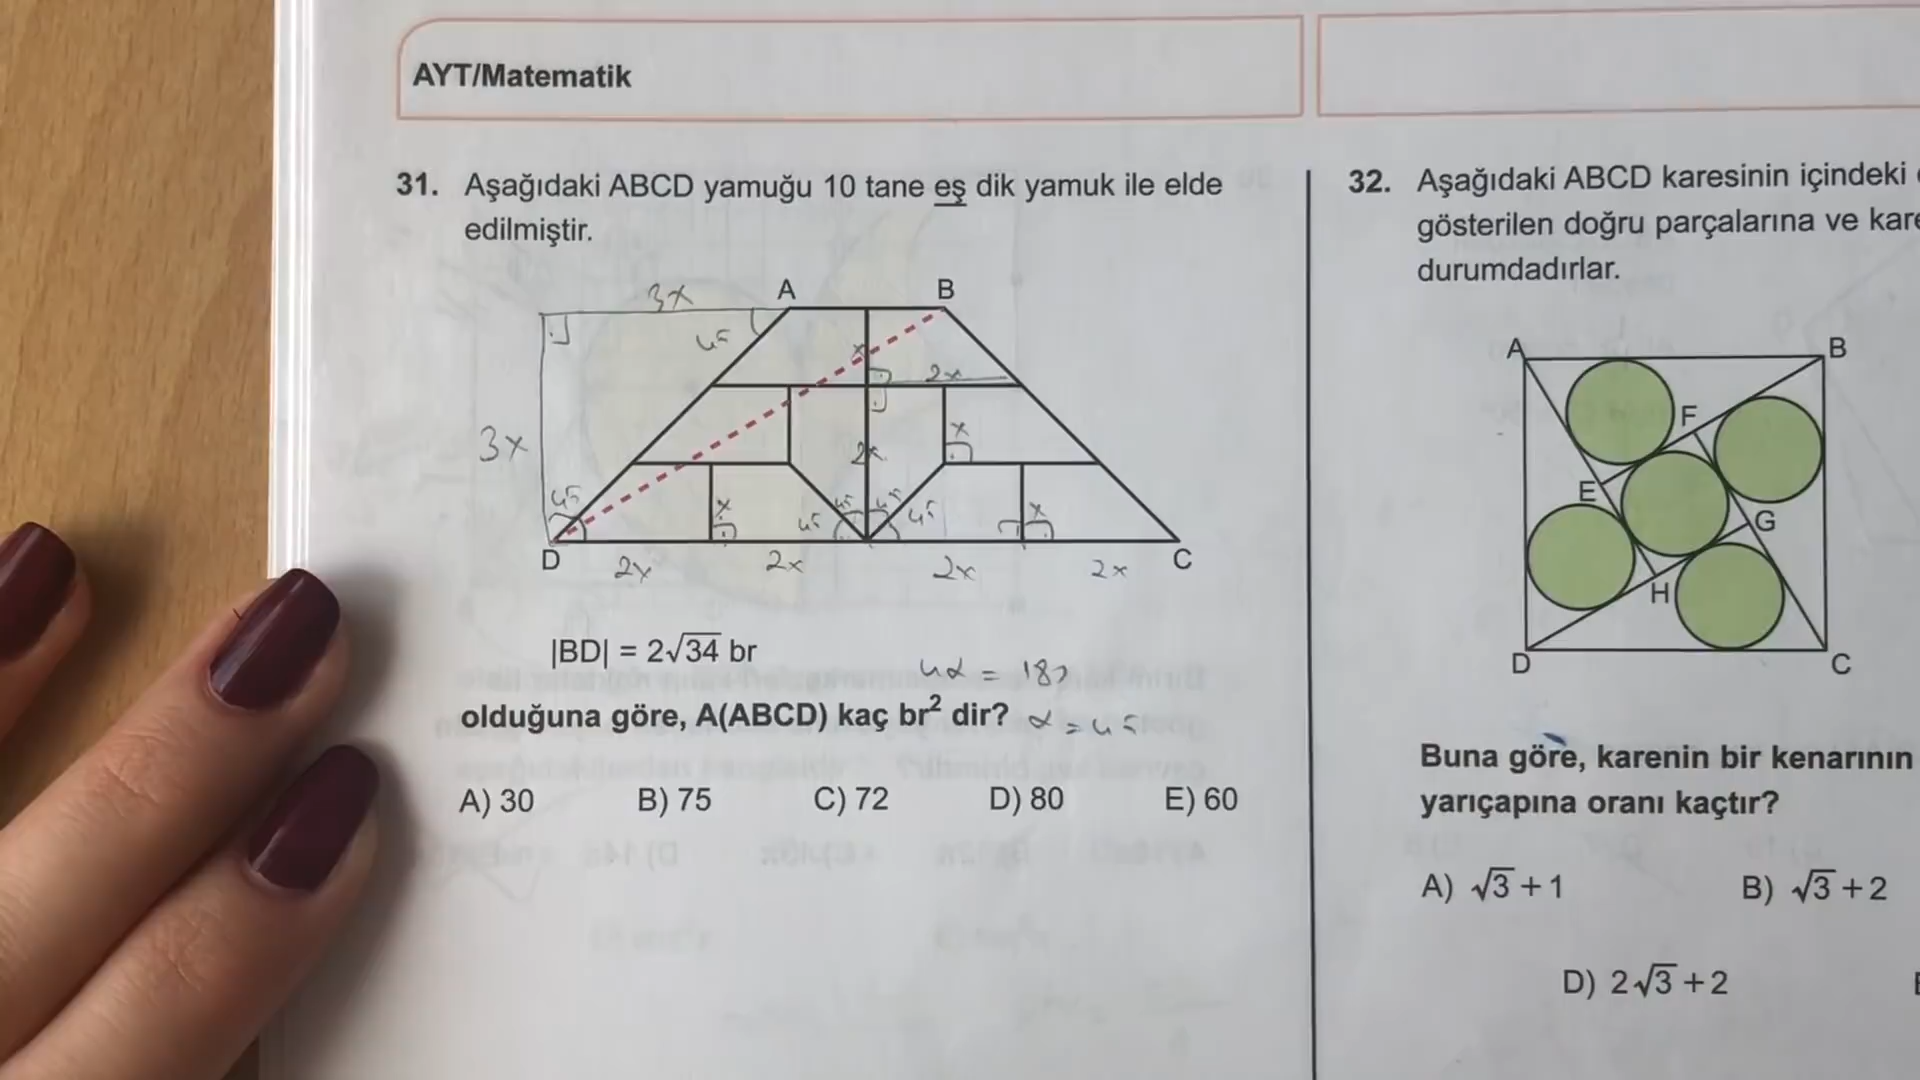 AYT/Matematik
31. Aşağıdaki ABCD yamuğu 10 tane eş dik yamuk ile elde
edilmiştir.
3x
A
B
45
x
2x
3x
x
2x
45
x
45
45
45
45
x
D
C
2x
2x
2x
2x
|BD| = 2√34 br
4α = 18
olduğuna göre, A(ABCD) kaç br² dir?
α = 45
A) 30 B) 75 C) 72 D) 80 E) 60
32. Aşağıdaki ABCD karesinin içindeki
gösterilen doğru parçalarına ve kare
durumdadırlar.
A
B
F
E
G
H
D
C
Buna göre, karenin bir kenarının
yarıçapına oranı kaçtır?
A) √3 + 1 B) √3 + 2
D) 2√3 + 2